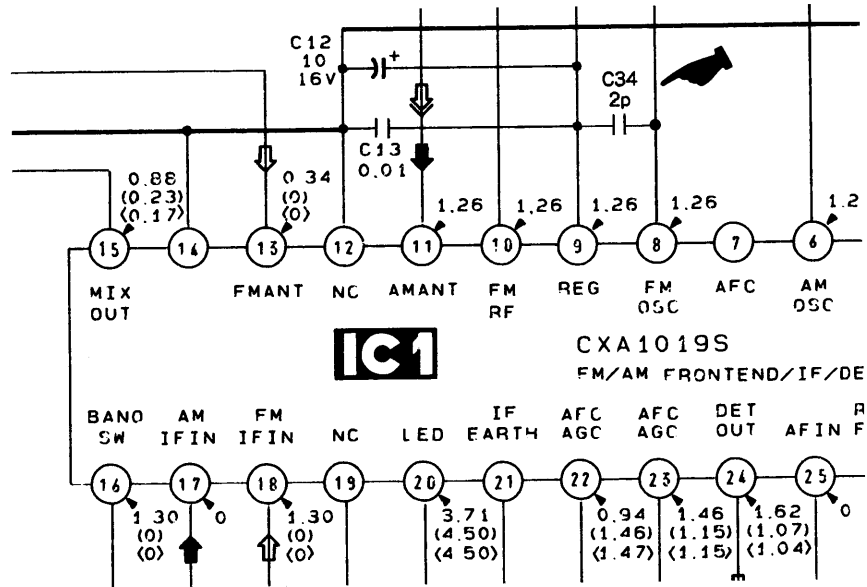 C12
10
16V
+
C34
2p
C13
0.01
0.88
(0.23)
⟨0.17⟩
0.34
(0)
⟨0⟩
1.26
1.26
1.26
1.26
1.2
15
14
13
12
11
10
9
8
7
6
MIX
OUT
FMANT
NC
AMANT
FM
RF
REG
FM
OSC
AFC
AM
OSC
IC1
CXA1019S
FM/AM FRONTEND/IF/DE
BAND
SW
AM
IFIN
FM
IFIN
NC
LED
IF
EARTH
AFC
AGC
AFC
AGC
DET
OUT
AFIN
F
16
17
18
19
20
21
22
23
24
25
1.30
(0)
⟨0⟩
0
1.30
(0)
⟨0⟩
3.71
(4.50)
⟨4.50⟩
0.94
(1.46)
⟨1.47⟩
1.46
(1.15)
⟨1.15⟩
1.62
(1.07)
⟨1.04⟩
0